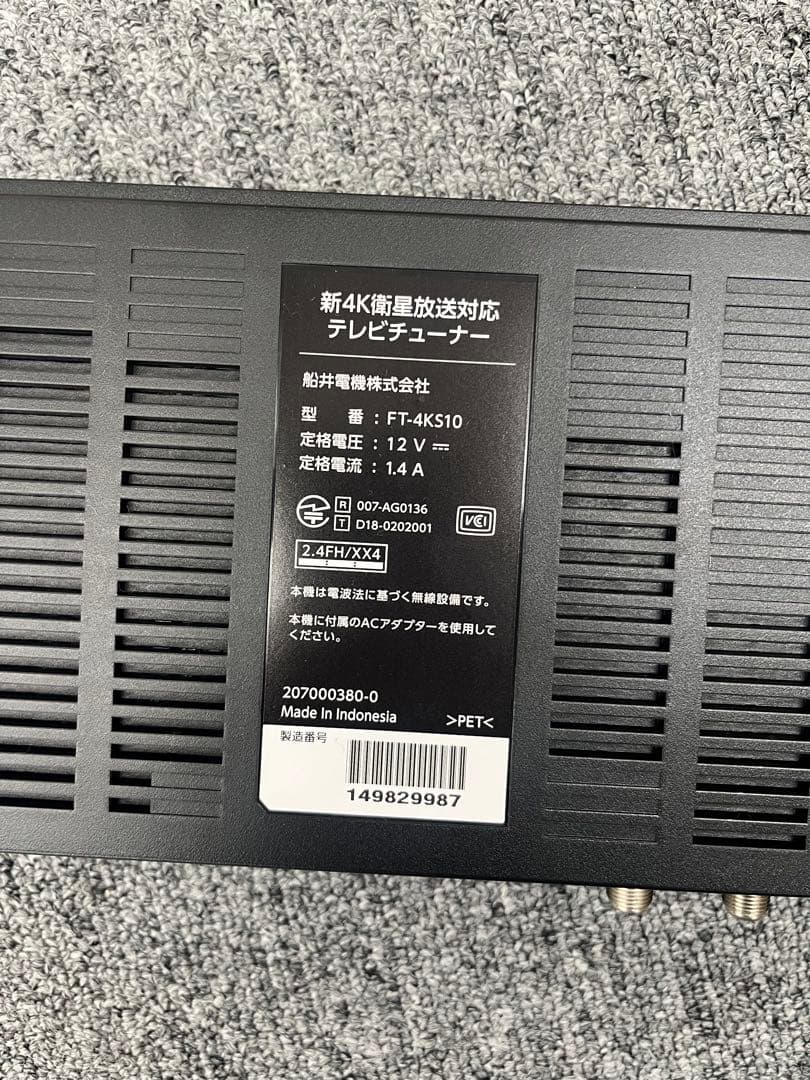 新4K衛星放送対応
テレビチューナー
船井電機株式会社
型 番 : FT-4KS10
定格電圧 : 12 V ⎓
定格電流 : 1.4 A
R 007-AG0136
T D18-0202001
VCCI
2.4FH/XX4
本機は電波法に基づく無線設備です。
本機に付属のACアダプターを使用して
ください。
207000380-0
Made In Indonesia >PET<
製造番号
149829987